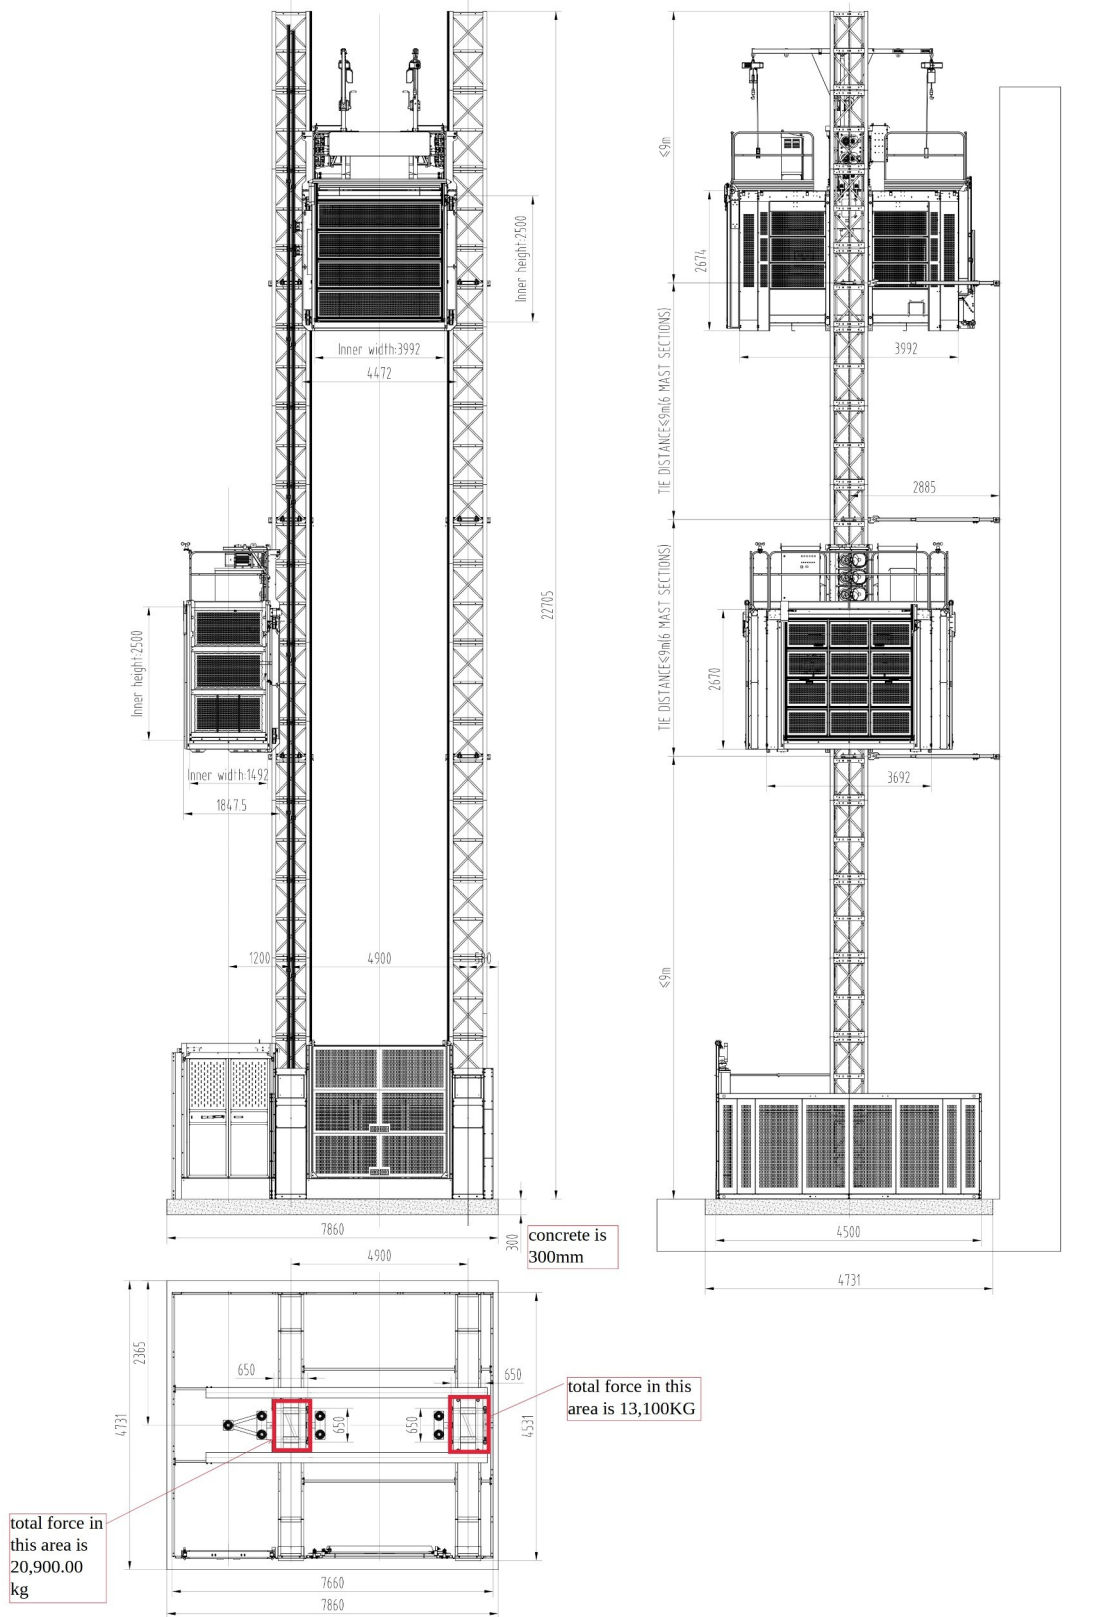 ≤9m
2674
Inner height:2500
Inner width:3992
4472
3992
TIE DISTANCE≤9m(6 MAST SECTIONS)
2885
22705
TIE DISTANCE≤9m(6 MAST SECTIONS)
Inner height:2500
2670
Inner width:1492
1847.5
3692
1200
4900
≤9m
7860
300
concrete is
300mm
4500
4900
4731
2365
650
650
total force in this
area is 13,100KG
4731
650
650
4531
total force in
this area is
20,900.00
kg
7660
7860